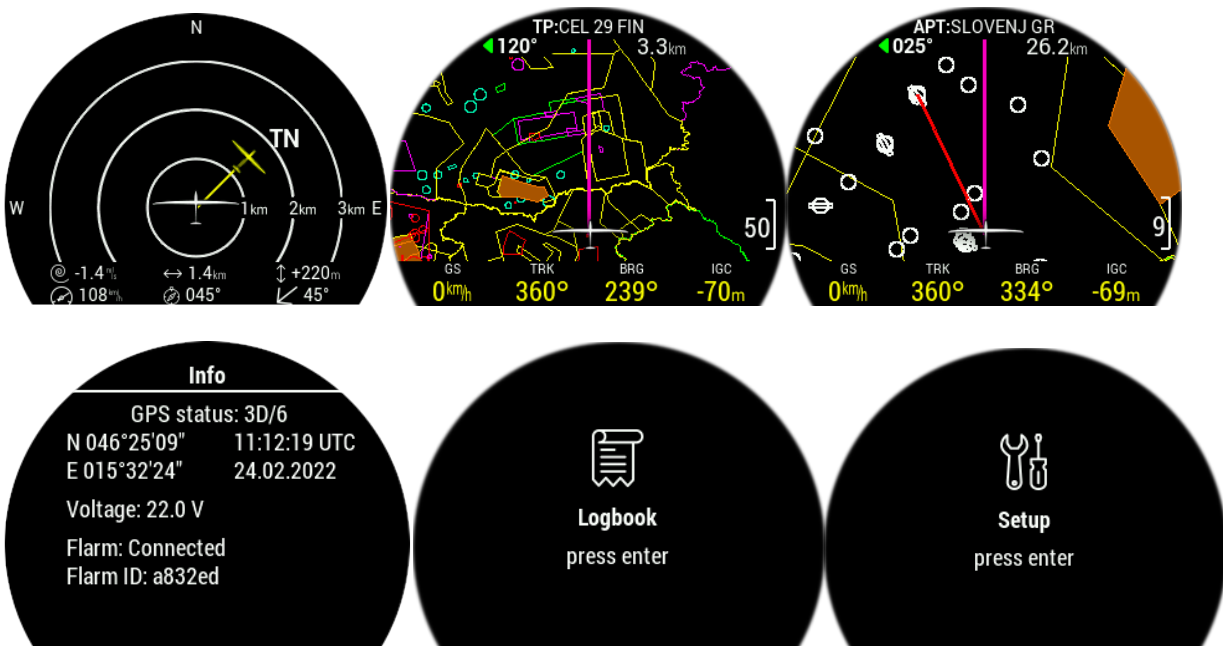 N
TN
W
1km 2km 3km E
-1.4 m/s 1.4km +220m
108km/h 045° 45°
TP:CEL 29 FIN
120° 3.3km
50
GS TRK BRG IGC
0km/h 360° 239° -70m
APT:SLOVENJ GR
025° 26.2km
9
GS TRK BRG IGC
0km/h 360° 334° -69m
Info
GPS status: 3D/6
N 046°25'09" 11:12:19 UTC
E 015°32'24" 24.02.2022
Voltage: 22.0 V
Flarm: Connected
Flarm ID: a832ed
Logbook
press enter
Setup
press enter